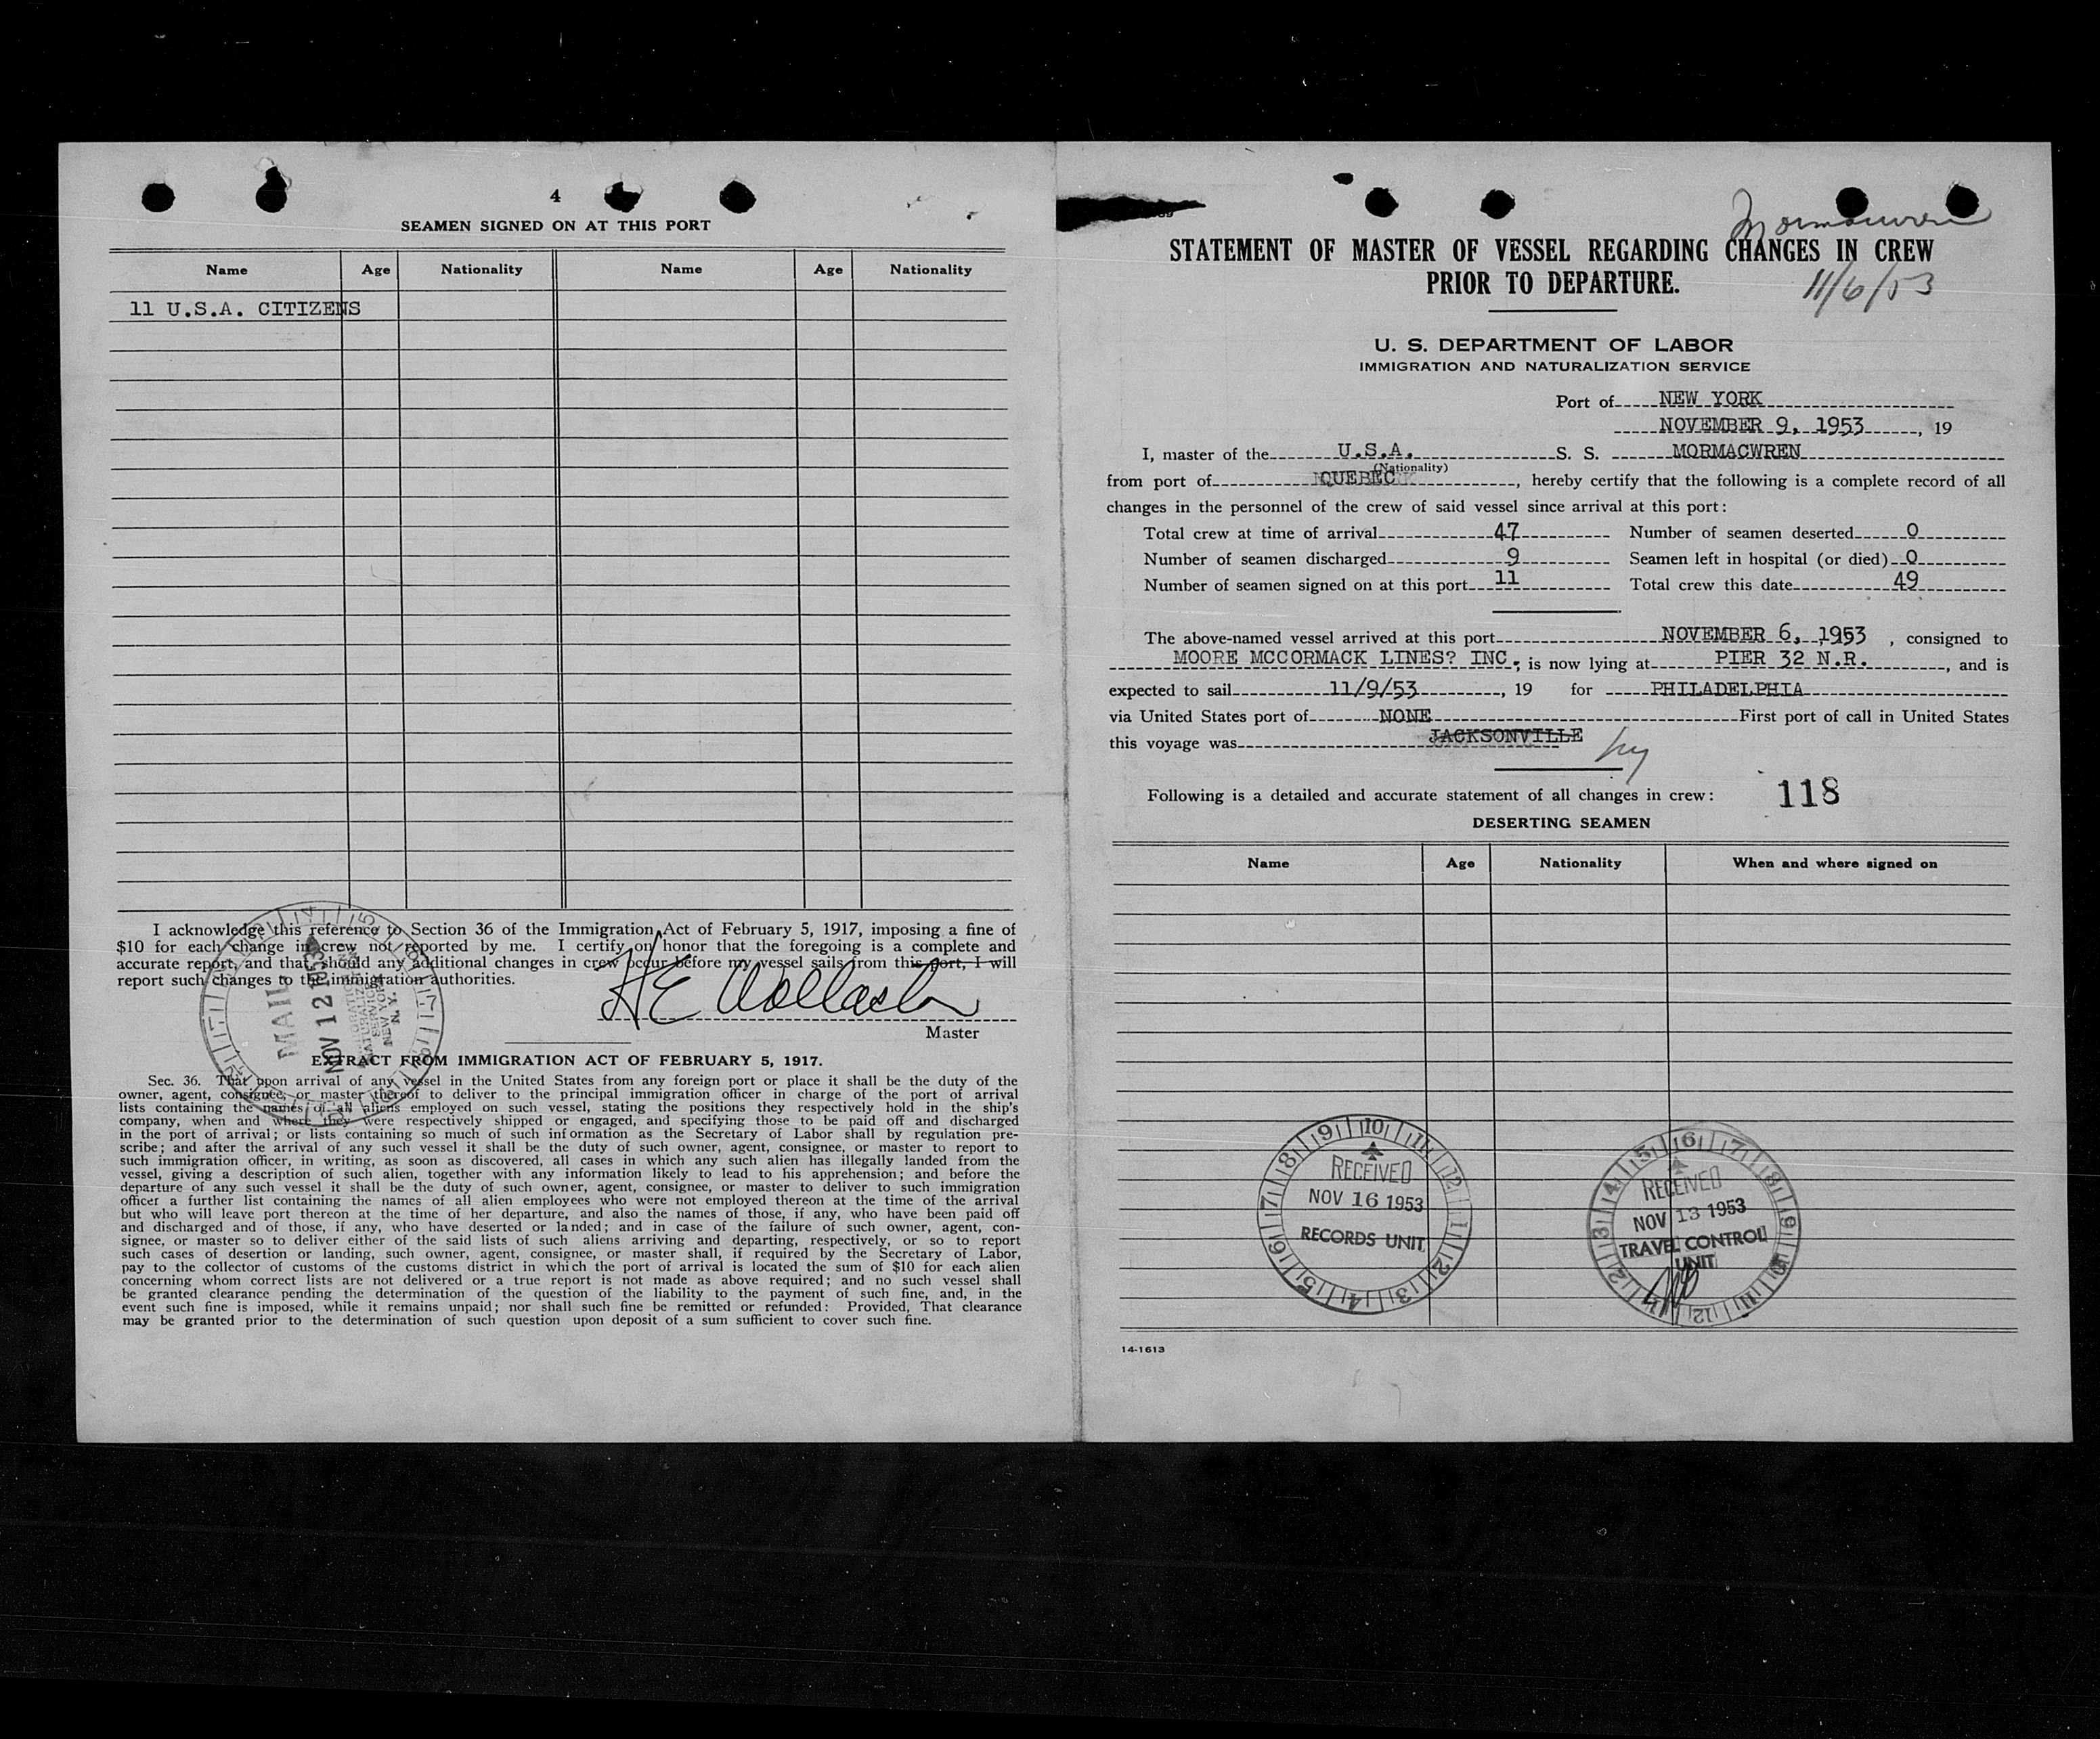 4
SEAMEN SIGNED ON AT THIS PORT
Name Age Nationality Name Age Nationality
11 U.S.A. CITIZENS
I acknowledge this reference to Section 36 of the Immigration Act of February 5, 1917, imposing a fine of
$10 for each change in crew not reported by me. I certify on honor that the foregoing is a complete and
accurate report, and that should any additional changes in crew occur before my vessel sails from this port, I will
report such changes to the immigration authorities.
Master
MAIL
NOV 12 1953
IMMIGRATION AND
NATURALIZATION
SERVICE
NEW YORK
N. Y.
EXTRACT FROM IMMIGRATION ACT OF FEBRUARY 5, 1917.
Sec. 36. That upon arrival of any vessel in the United States from any foreign port or place it shall be the duty of the
owner, agent, consignee, or master thereof to deliver to the principal immigration officer in charge of the port of arrival
lists containing the names of all aliens employed on such vessel, stating the positions they respectively hold in the ship's
company, when and where they were respectively shipped or engaged, and specifying those to be paid off and discharged
in the port of arrival; or lists containing so much of such information as the Secretary of Labor shall by regulation pre-
scribe; and after the arrival of any such vessel it shall be the duty of such owner, agent, consignee, or master to report to
such immigration officer, in writing, as soon as discovered, all cases in which any such alien has illegally landed from the
vessel, giving a description of such alien, together with any information likely to lead to his apprehension; and before the
departure of any such vessel it shall be the duty of such owner, agent, consignee, or master to deliver to such immigration
officer a further list containing the names of all alien employees who were not employed thereon at the time of the arrival
but who will leave port thereon at the time of her departure, and also the names of those, if any, who have been paid off
and discharged and of those, if any, who have deserted or landed; and in case of the failure of such owner, agent, con-
signee, or master so to deliver either of the said lists of such aliens arriving and departing, respectively, or so to report
such cases of desertion or landing, such owner, agent, consignee, or master shall, if required by the Secretary of Labor,
pay to the collector of customs of the customs district in which the port of arrival is located the sum of $10 for each alien
concerning whom correct lists are not delivered or a true report is not made as above required; and no such vessel shall
be granted clearance pending the determination of the question of the liability to the payment of such fine, and, in the
event such fine is imposed, while it remains unpaid; nor shall such fine be remitted or refunded: Provided, That clearance
may be granted prior to the determination of such question upon deposit of a sum sufficient to cover such fine.
Mormacwren
STATEMENT OF MASTER OF VESSEL REGARDING CHANGES IN CREW
PRIOR TO DEPARTURE.
11/6/53
U. S. DEPARTMENT OF LABOR
IMMIGRATION AND NATURALIZATION SERVICE
Port of NEW YORK
NOVEMBER 9, 1953, 19
I, master of the U.S.A. S. S. MORMACWREN
(Nationality)
from port of QUEBEC, hereby certify that the following is a complete record of all
changes in the personnel of the crew of said vessel since arrival at this port:
Total crew at time of arrival 47 Number of seamen deserted 0
Number of seamen discharged 9 Seamen left in hospital (or died) 0
Number of seamen signed on at this port 11 Total crew this date 49
The above-named vessel arrived at this port NOVEMBER 6, 1953, consigned to
MOORE MCCORMACK LINES? INC., is now lying at PIER 32 N.R., and is
expected to sail 11/9/53, 19 for PHILADELPHIA
via United States port of NONE First port of call in United States
this voyage was JACKSONVILLE ny
Following is a detailed and accurate statement of all changes in crew: 118
DESERTING SEAMEN
Name Age Nationality When and where signed on
RECEIVED
NOV 16 1953
RECORDS UNIT
RECEIVED
NOV 13 1953
TRAVEL CONTROL
UNIT
14-1613